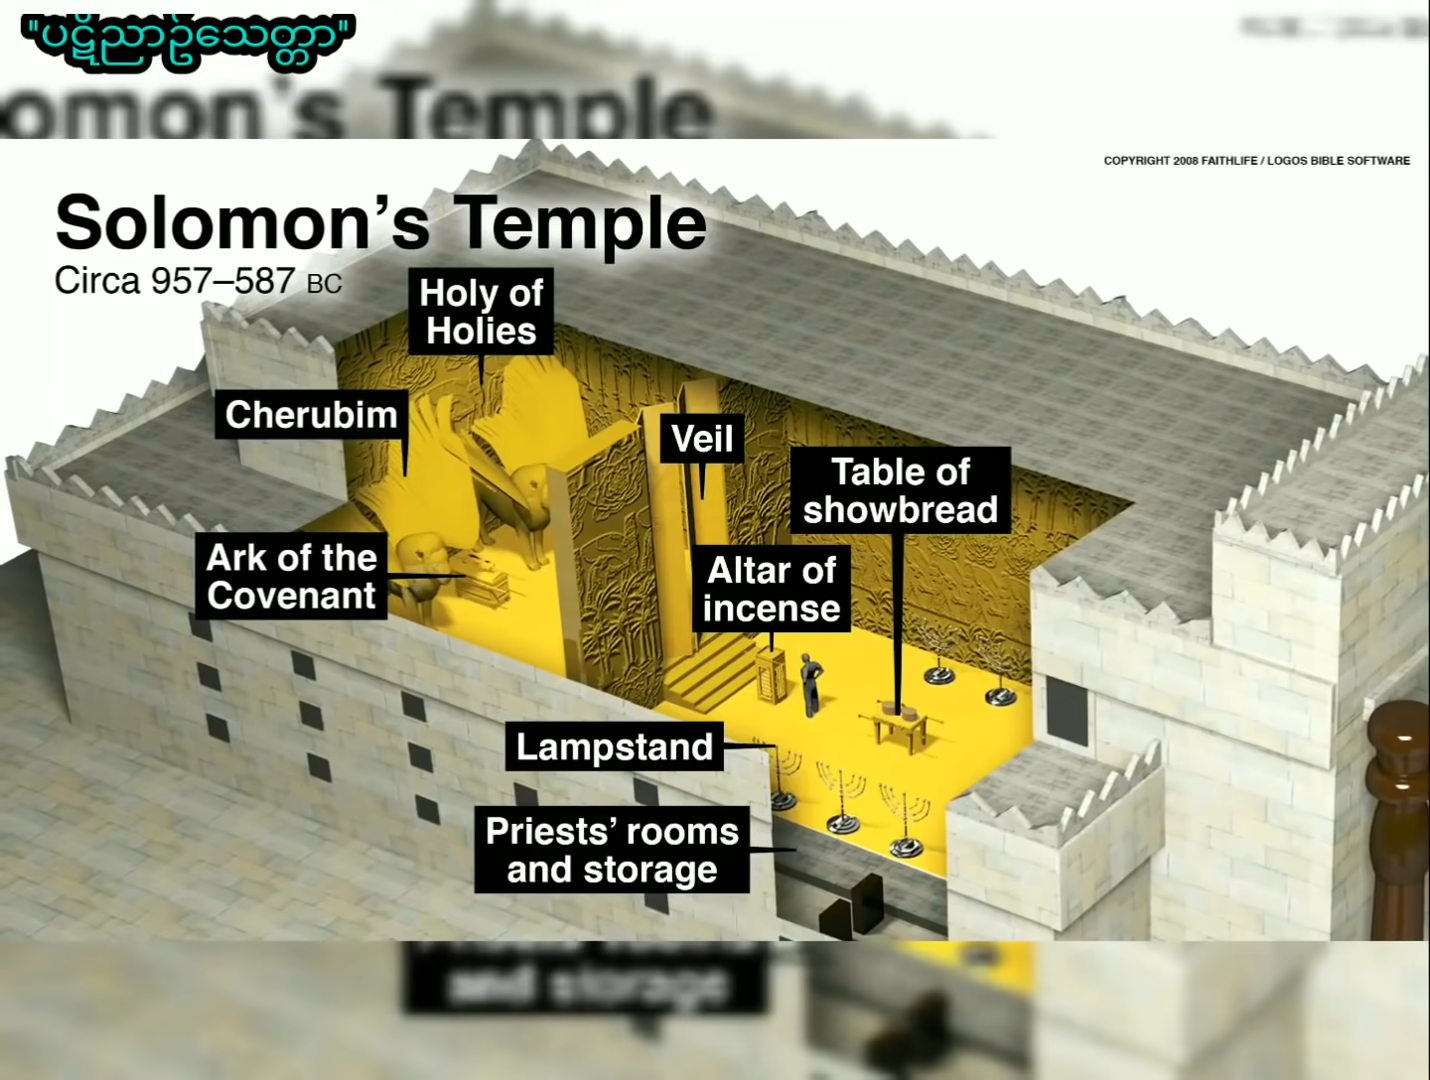 "ပဋိညာဉ်သေတ္တာ"
COPYRIGHT 2008 FAITHLIFE / LOGOS BIBLE SOFTWARE
Solomon’s Temple
Circa 957–587 BC
Holy of
Holies
Cherubim
Veil
Table of
showbread
Ark of the
Covenant
Altar of
incense
Lampstand
Priests’ rooms
and storage
omon’s Temple
and storage